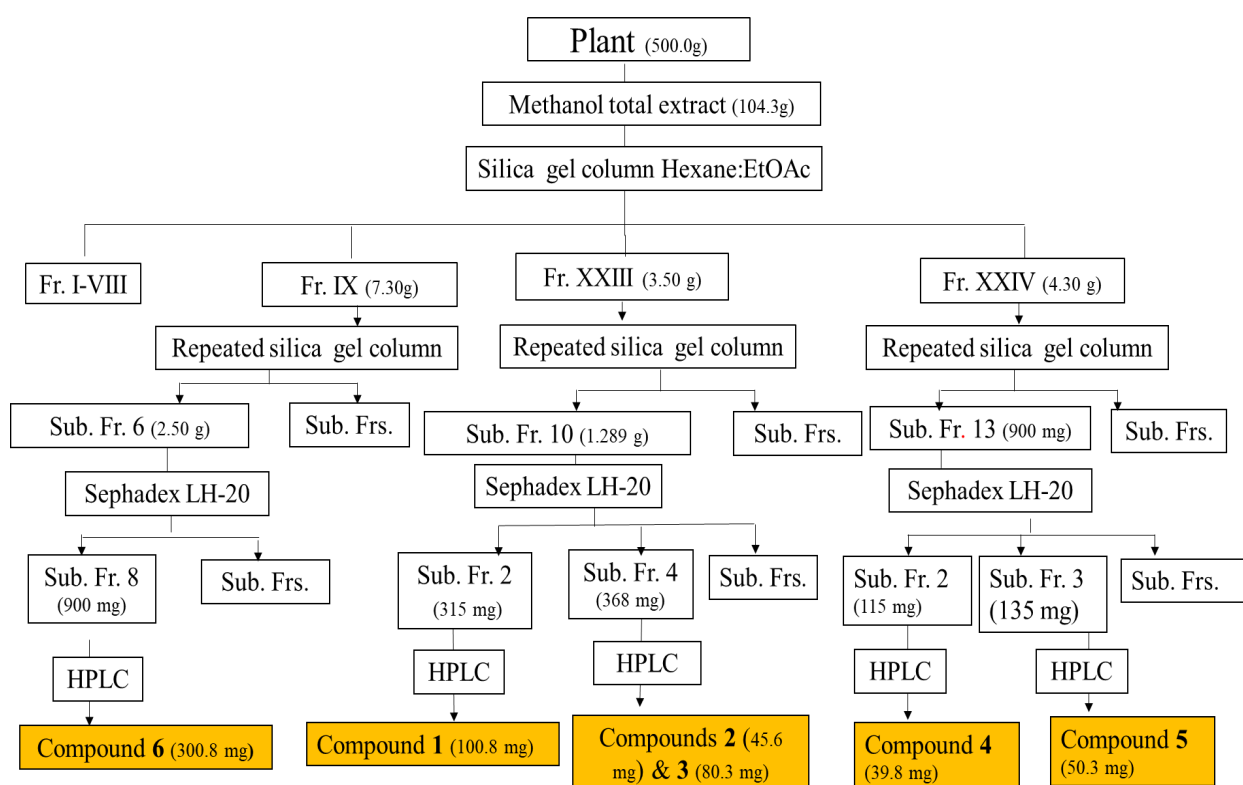 Plant (500.0g)
Methanol total extract (104.3g)
Silica gel column Hexane:EtOAc
Fr. I-VIII
Fr. IX (7.30g)
Fr. XXIII (3.50 g)
Fr. XXIV (4.30 g)
Repeated silica gel column
Repeated silica gel column
Repeated silica gel column
Sub. Fr. 6 (2.50 g)
Sub. Frs.
Sub. Fr. 10 (1.289 g)
Sub. Frs.
Sub. Fr. 13 (900 mg)
Sub. Frs.
Sephadex LH-20
Sephadex LH-20
Sephadex LH-20
Sub. Fr. 8
(900 mg)
Sub. Frs.
Sub. Fr. 2
(315 mg)
Sub. Fr. 4
(368 mg)
Sub. Frs.
Sub. Fr. 2
(115 mg)
Sub. Fr. 3
(135 mg)
Sub. Frs.
HPLC
HPLC
HPLC
HPLC
HPLC
Compound 6 (300.8 mg)
Compound 1 (100.8 mg)
Compounds 2 (45.6
mg) & 3 (80.3 mg)
Compound 4
(39.8 mg)
Compound 5
(50.3 mg)